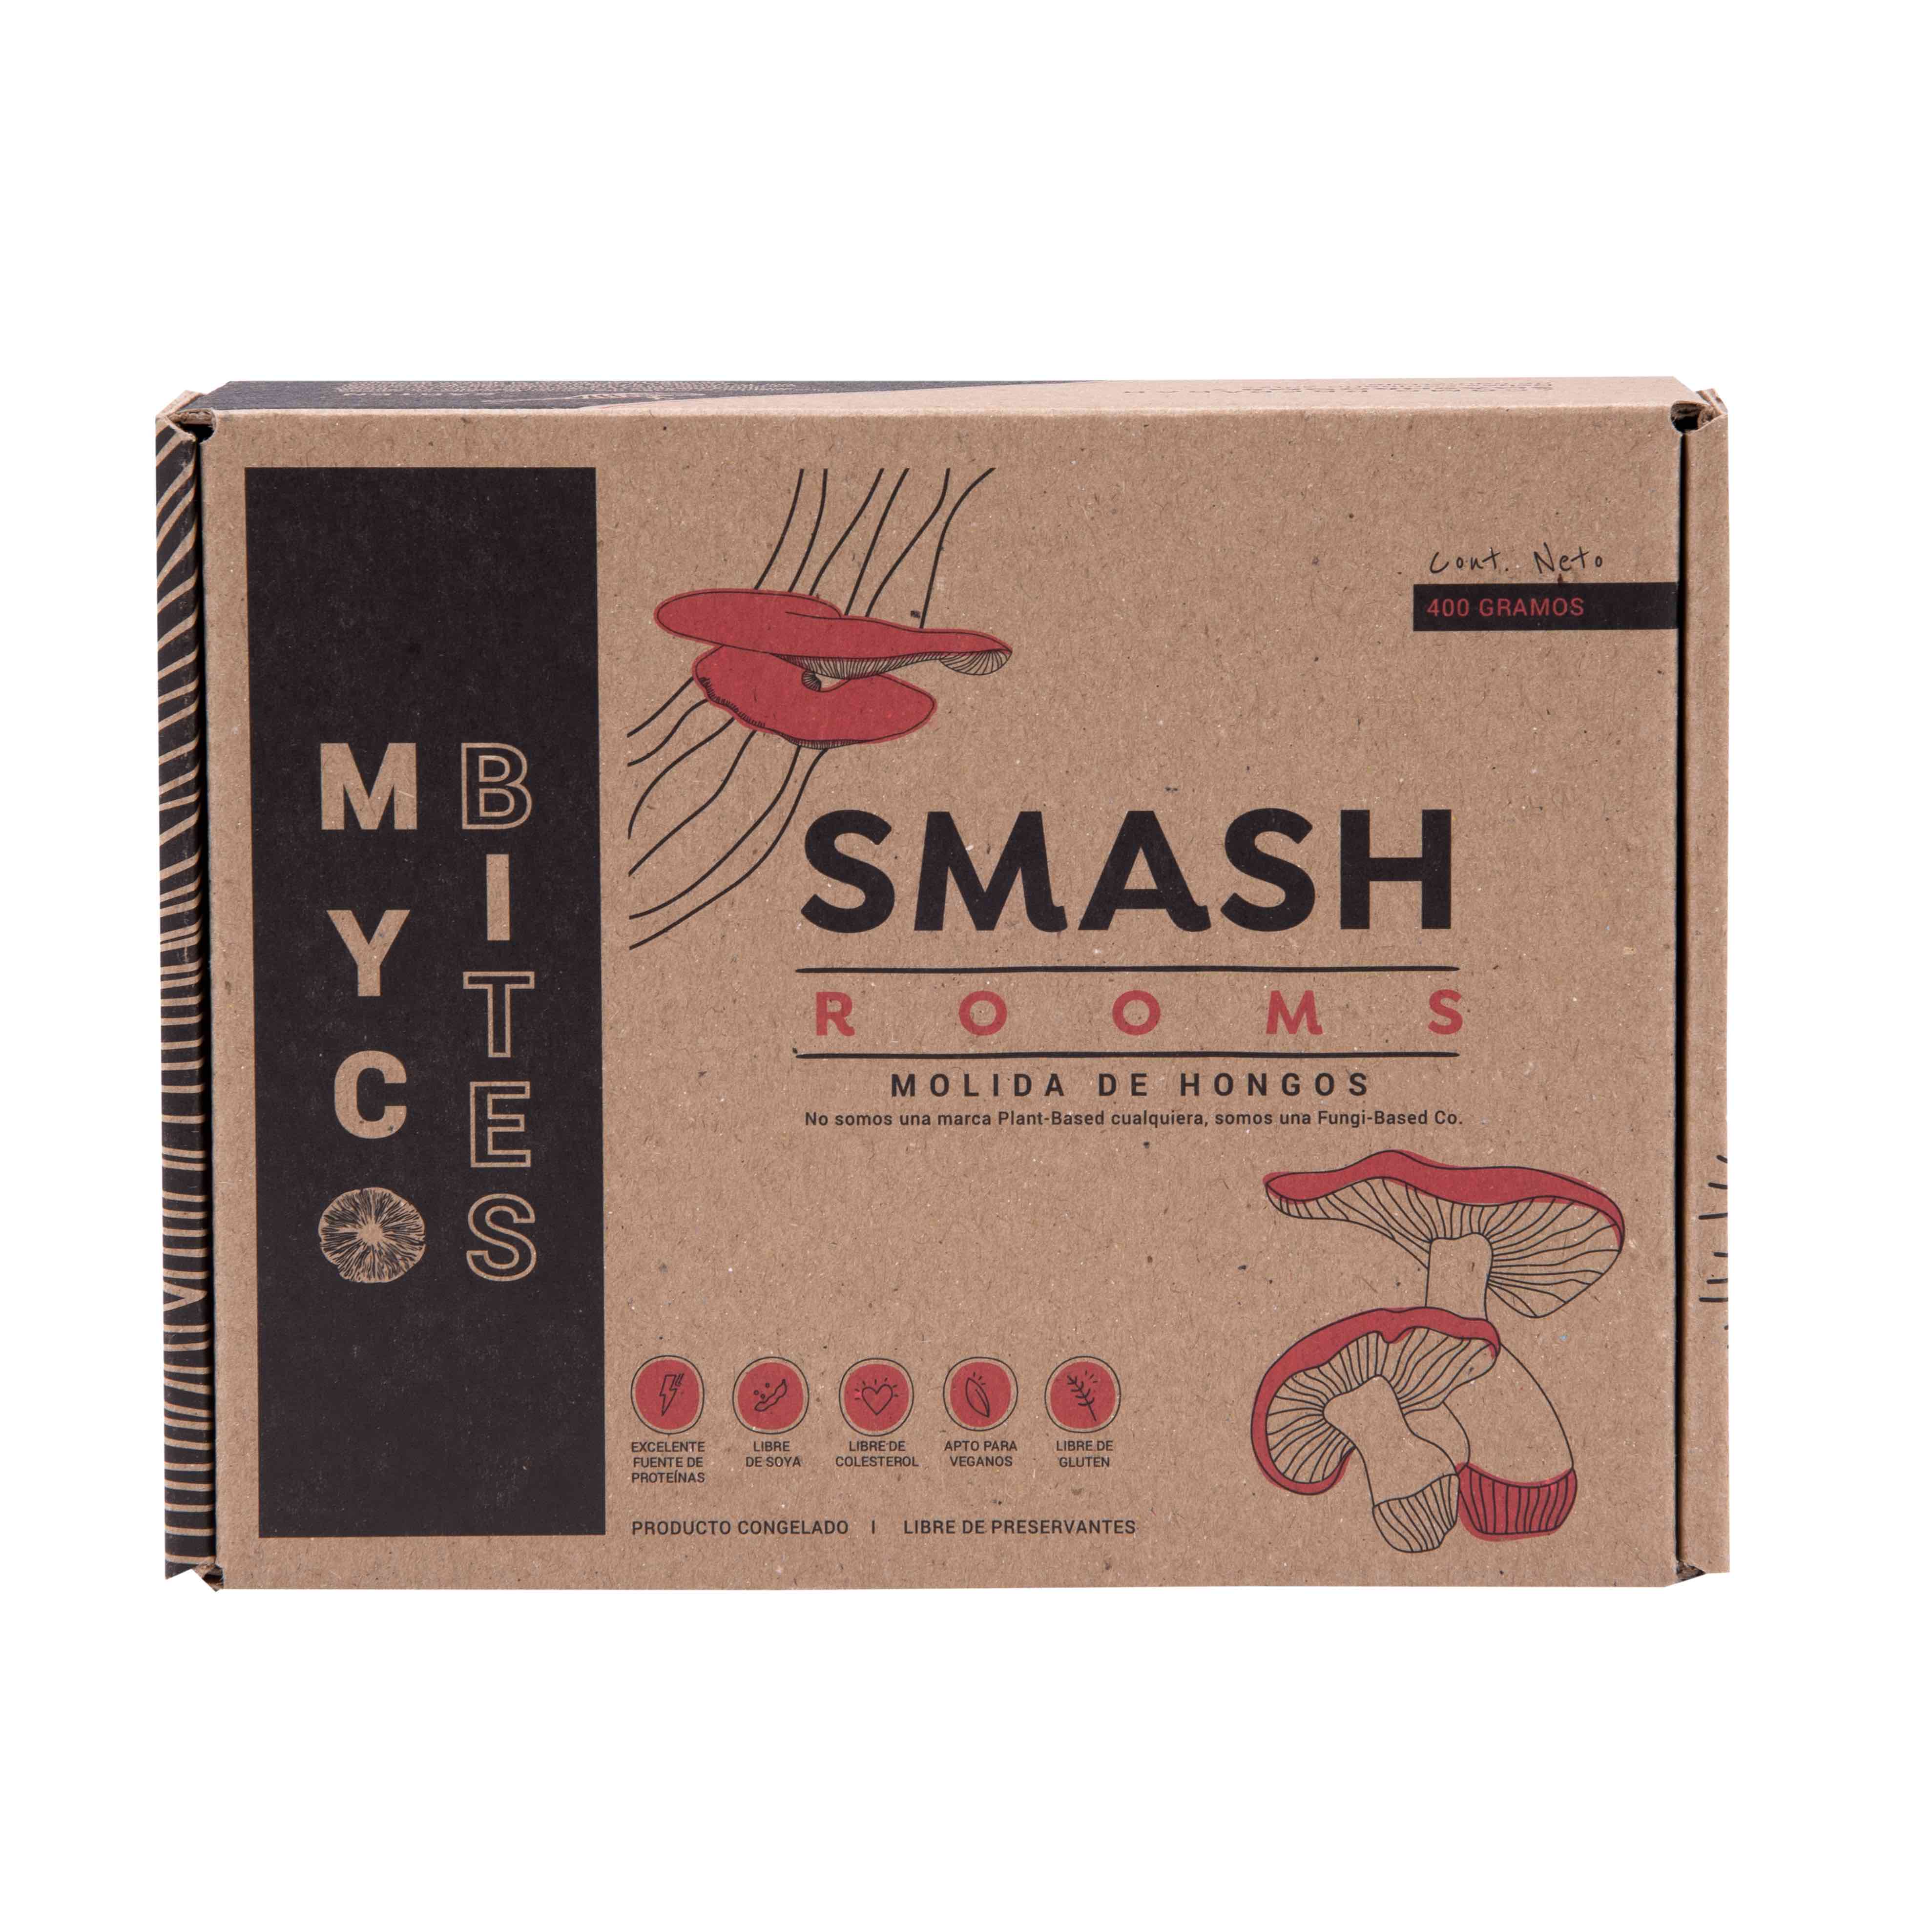 MYCO
BITES
Cont. Neto
400 GRAMOS
SMASH
ROOMS
MOLIDA DE HONGOS
No somos una marca Plant-Based cualquiera, somos una Fungi-Based Co.
EXCELENTE
FUENTE DE
PROTEÍNAS
LIBRE
DE SOYA
LIBRE DE
COLESTEROL
APTO PARA
VEGANOS
LIBRE DE
GLUTEN
PRODUCTO CONGELADO | LIBRE DE PRESERVANTES